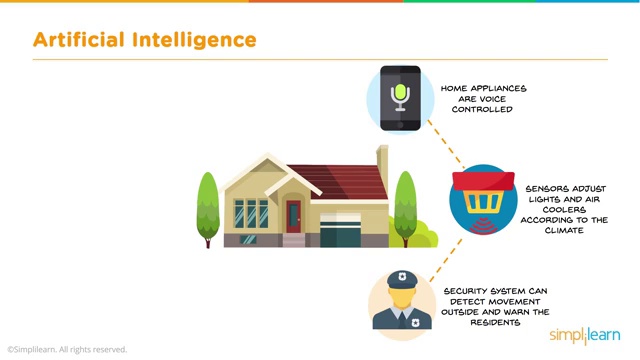 Artificial Intelligence
HOME APPLIANCES
ARE VOICE
CONTROLLED
SENSORS ADJUST
LIGHTS AND AIR
COOLERS
ACCORDING TO THE
CLIMATE
SECURITY SYSTEM CAN
DETECT MOVEMENT
OUTSIDE AND WARN THE
RESIDENTS
simplilearn
©Simplilearn. All rights reserved.